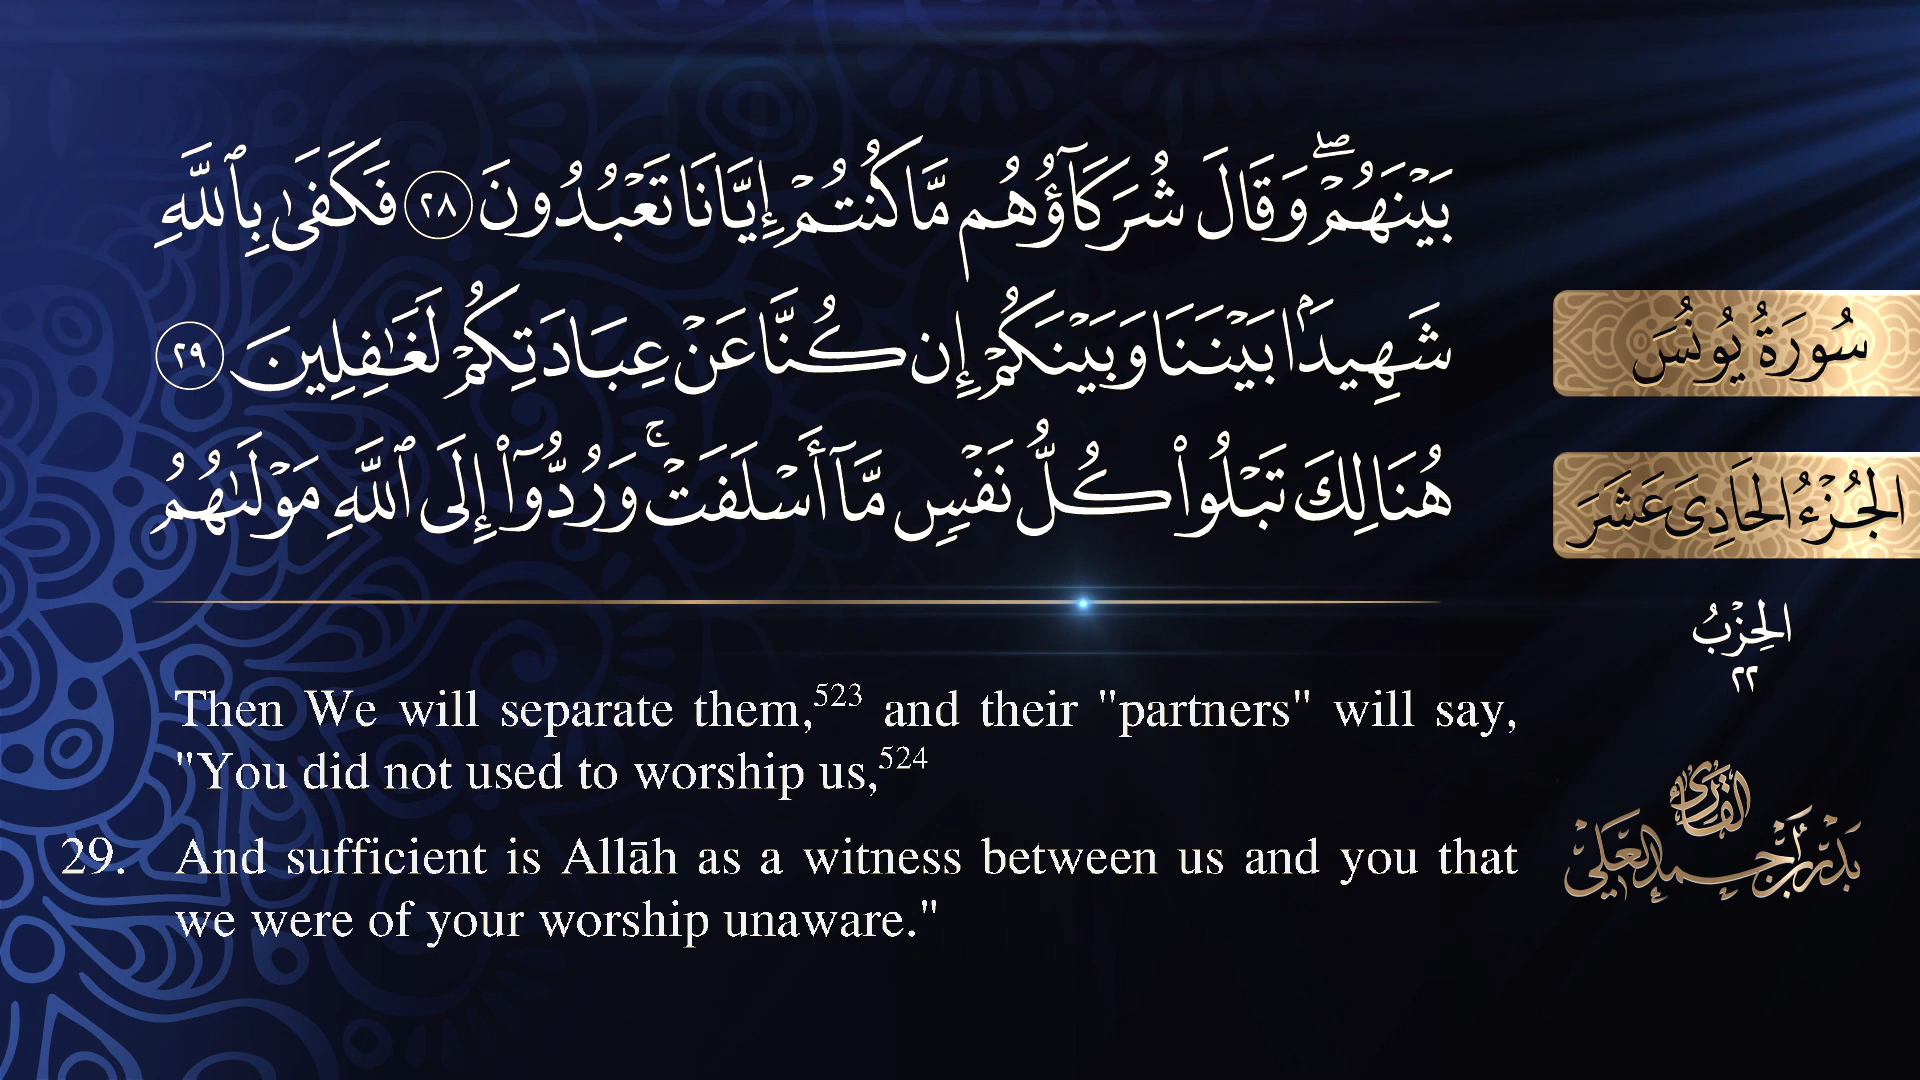 بَيْنَهُمْ ۖ وَقَالَ شُرَكَآؤُهُم مَّا كُنتُمْ إِيَّانَا تَعْبُدُونَ ٢٨ فَكَفَىٰ بِٱللَّهِ
شَهِيدَۢا بَيْنَنَا وَبَيْنَكُمْ إِن كُنَّا عَنْ عِبَادَتِكُمْ لَغَٰفِلِينَ ٢٩
هُنَالِكَ تَبْلُوا۟ كُلُّ نَفْسٍ مَّآ أَسْلَفَتْ ۚ وَرُدُّوٓا۟ إِلَى ٱللَّهِ مَوْلَىٰهُمُ
سُورَةُ يُونُسَ
الجُزْءُ الحَادِيَ عَشَرَ
الحِزْبُ
٢٢
Then We will separate them,523 and their "partners" will say,
"You did not used to worship us,524
29. And sufficient is Allāh as a witness between us and you that
we were of your worship unaware."
القارئ
بدر بن حمد العلي